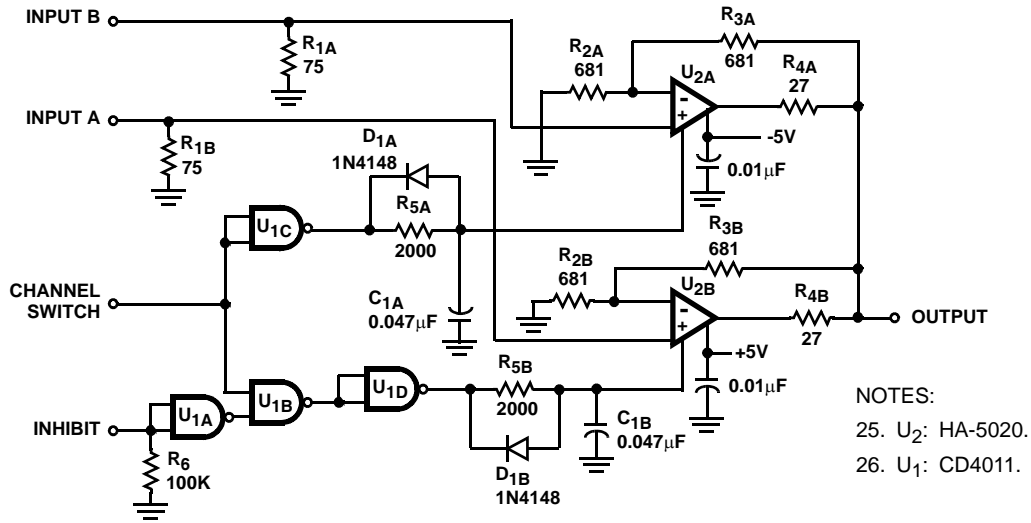 INPUT B
R1A
75
R3A
681
R2A
681
U2A
R4A
27
-
+
-5V
0.01μF
INPUT A
R1B
75
D1A
1N4148
R5A
2000
U1C
C1A
0.047μF
R3B
681
R2B
681
U2B
R4B
27
-
+
OUTPUT
+5V
0.01μF
CHANNEL
SWITCH
U1B
U1D
R5B
2000
C1B
0.047μF
D1B
1N4148
INHIBIT
U1A
R6
100K
NOTES:
25. U2: HA-5020.
26. U1: CD4011.